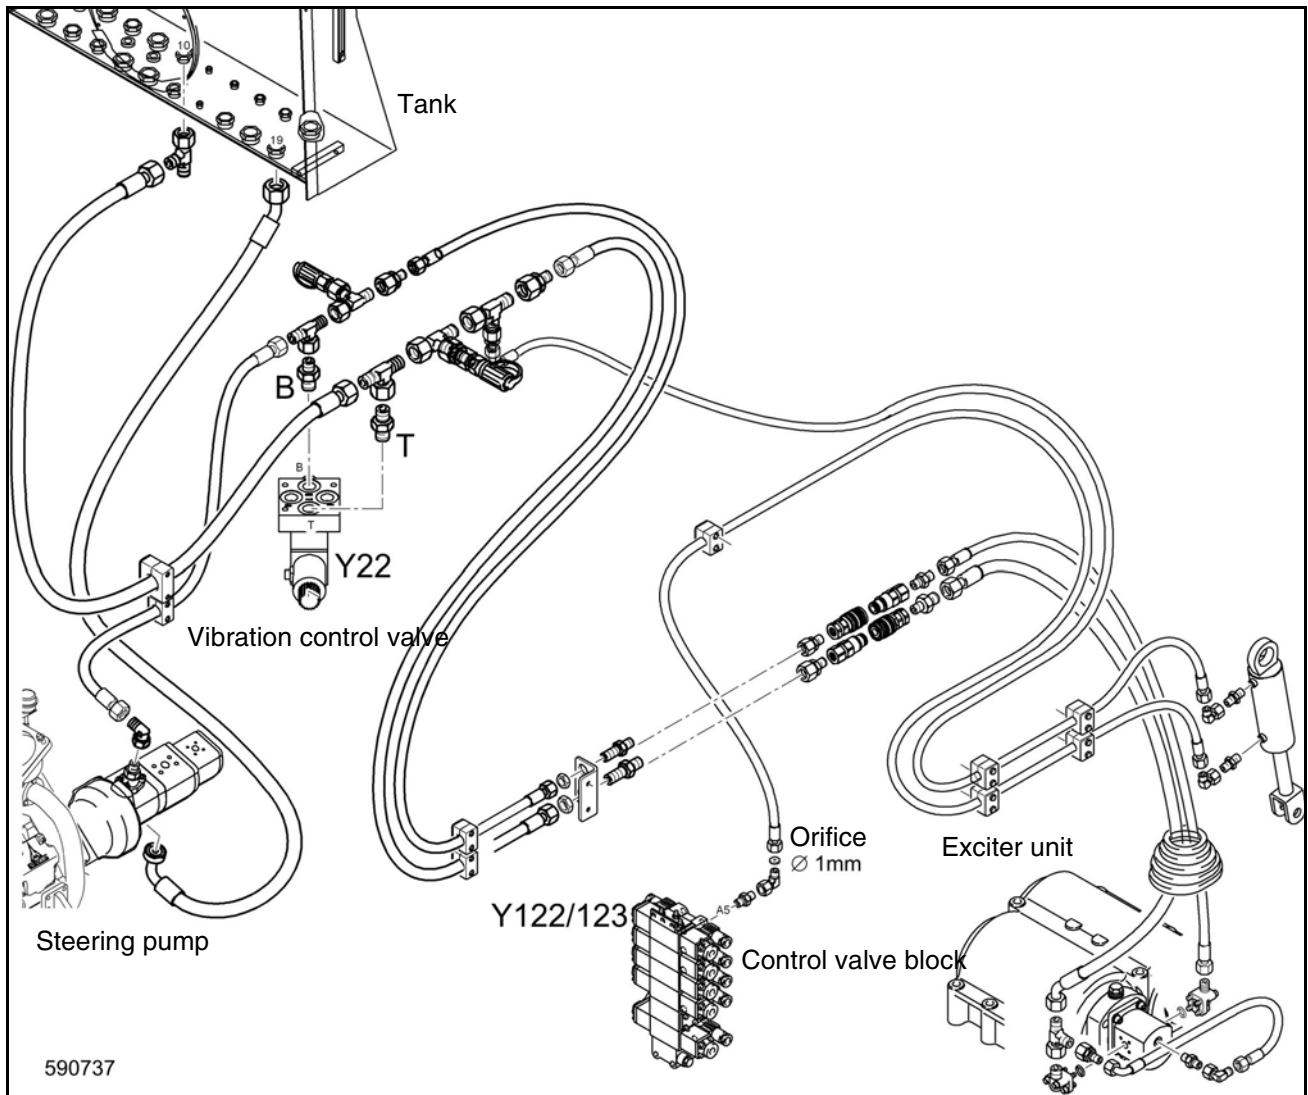 10
Tank
19
B
T
B
T
Y22
Vibration control valve
Orifice
Ø 1mm
Exciter unit
Y122/123
A5
Steering pump
Control valve block
590737